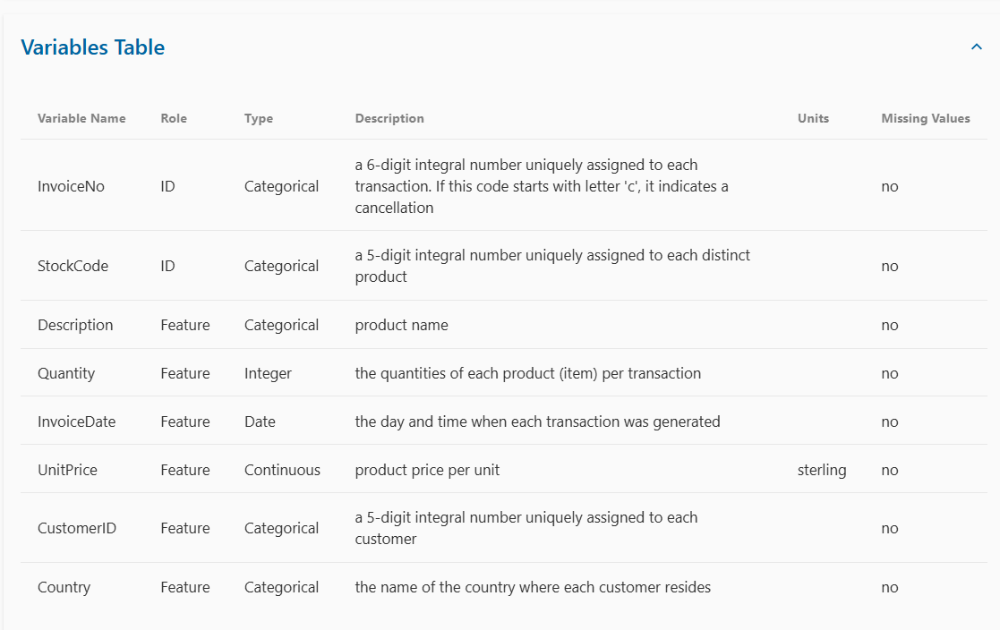 Variables Table
Variable Name Role Type Description Units Missing Values
a 6-digit integral number uniquely assigned to each
InvoiceNo ID Categorical transaction. If this code starts with letter 'c', it indicates a no
cancellation
a 5-digit integral number uniquely assigned to each distinct
StockCode ID Categorical no
product
Description Feature Categorical product name no
Quantity Feature Integer the quantities of each product (item) per transaction no
InvoiceDate Feature Date the day and time when each transaction was generated no
UnitPrice Feature Continuous product price per unit sterling no
a 5-digit integral number uniquely assigned to each
CustomerID Feature Categorical no
customer
Country Feature Categorical the name of the country where each customer resides no